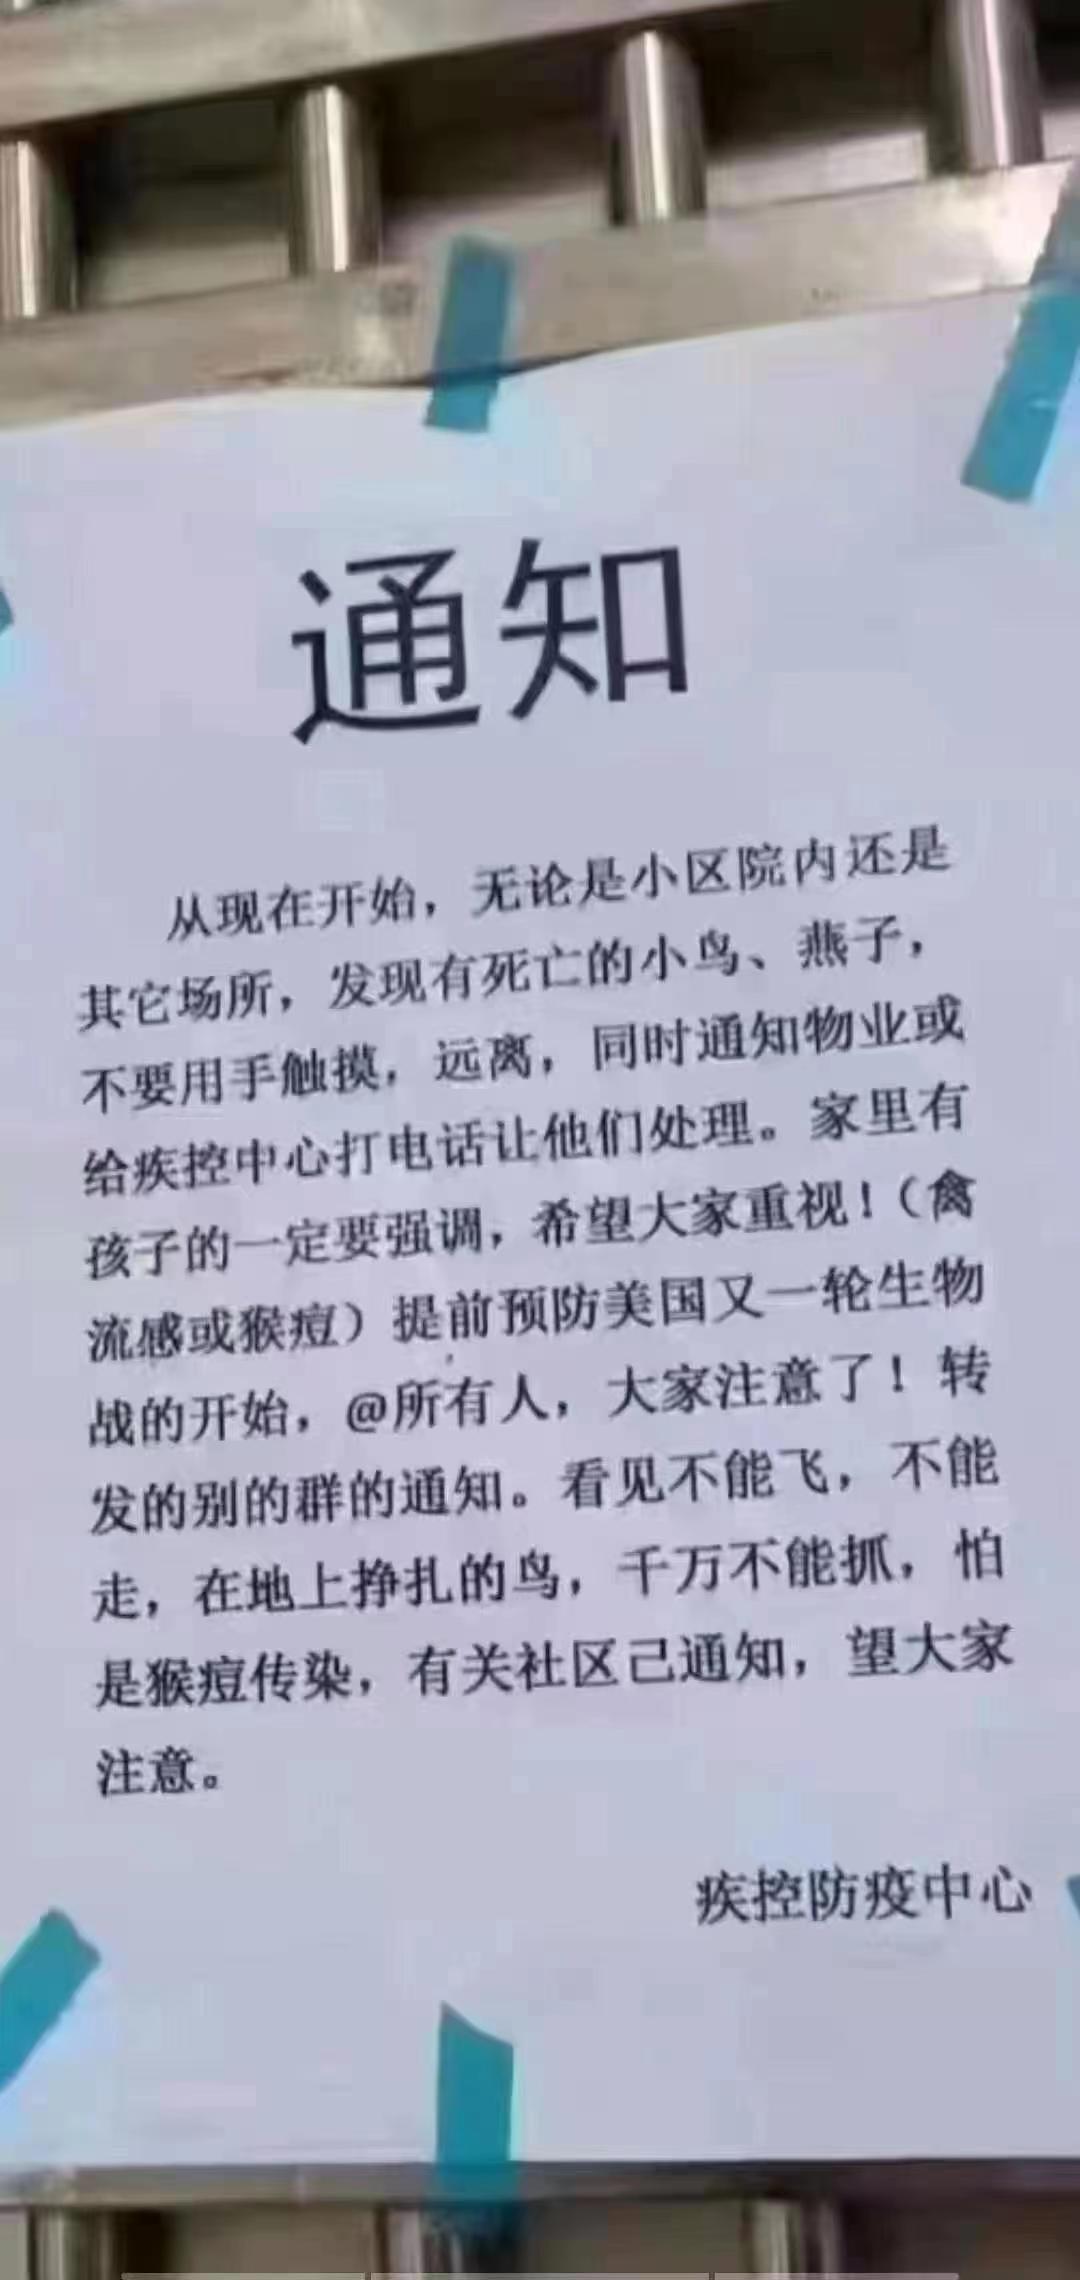 通知
从现在开始，无论是小区院内还是
其它场所，发现有死亡的小鸟、燕子，
不要用手触摸，远离，同时通知物业或
给疾控中心打电话让他们处理。家里有
孩子的一定要强调，希望大家重视！（禽
流感或猴痘）提前预防美国又一轮生物
战的开始，@所有人，大家注意了！转
发的别的群的通知。看见不能飞，不能
走，在地上挣扎的鸟，千万不能抓，怕
是猴痘传染，有关社区己通知，望大家
注意。
疾控防疫中心